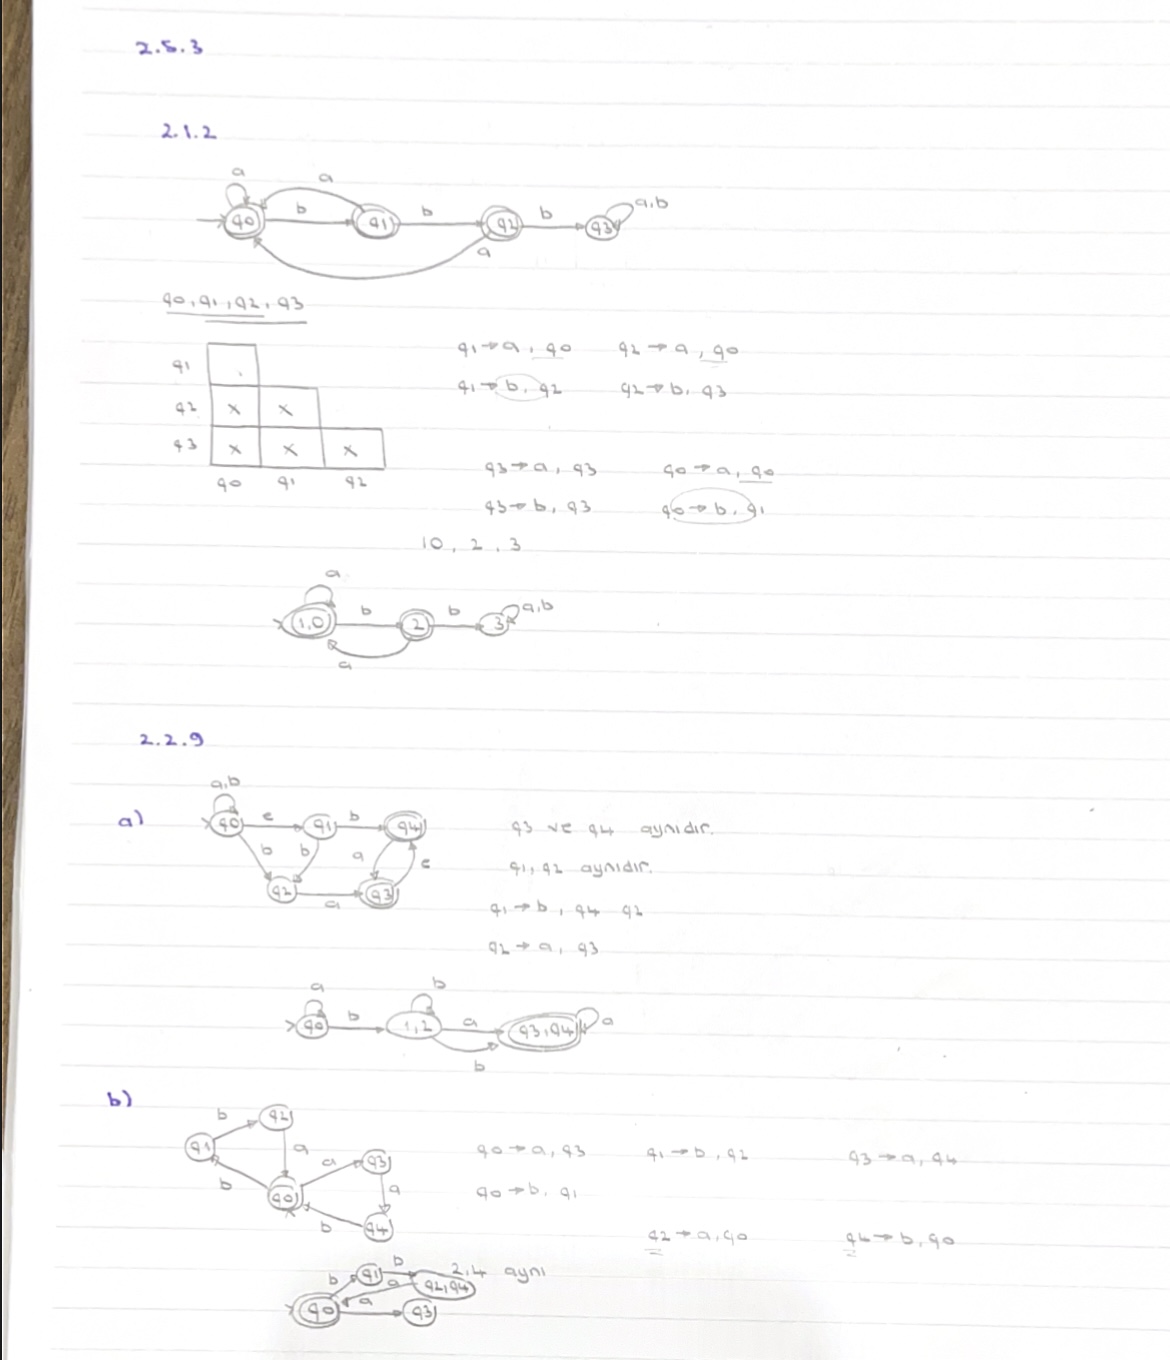 2.5.3
2.1.2
a
a
a,b
q0
b
q1
b
q2
b
q3
a
q0, q1, q2, q3
q1 → a, q0 q2 → a, q0
q1
q1 → b, q2 q2 → b, q3
q2 x x
q3 x x x
q3 → a, q3 q0 → a, q0
q0 q1 q2
q3 → b, q3 q0 → b, q1
10, 2, 3
a
1,0 b 2 b 3 a,b
a
2.2.9
a,b
a)
q0 e q1 b q4
q3 ve q4 aynıdır.
b b a e
q1, q2 aynıdır.
q2 a q3
q1 → b, q4 q2
q2 → a, q3
a b
q0 b 1,2 a q3,q4 a
b
b)
b q2
q1 a a q3
q0 → a, q3 q1 → b, q2 q3 → a, q4
b q0 a
q0 → b, q1
b q4
q2 → a, q0 q4 → b, q0
b q1 b a q2,q4
2,4 aynı
q0 a q3